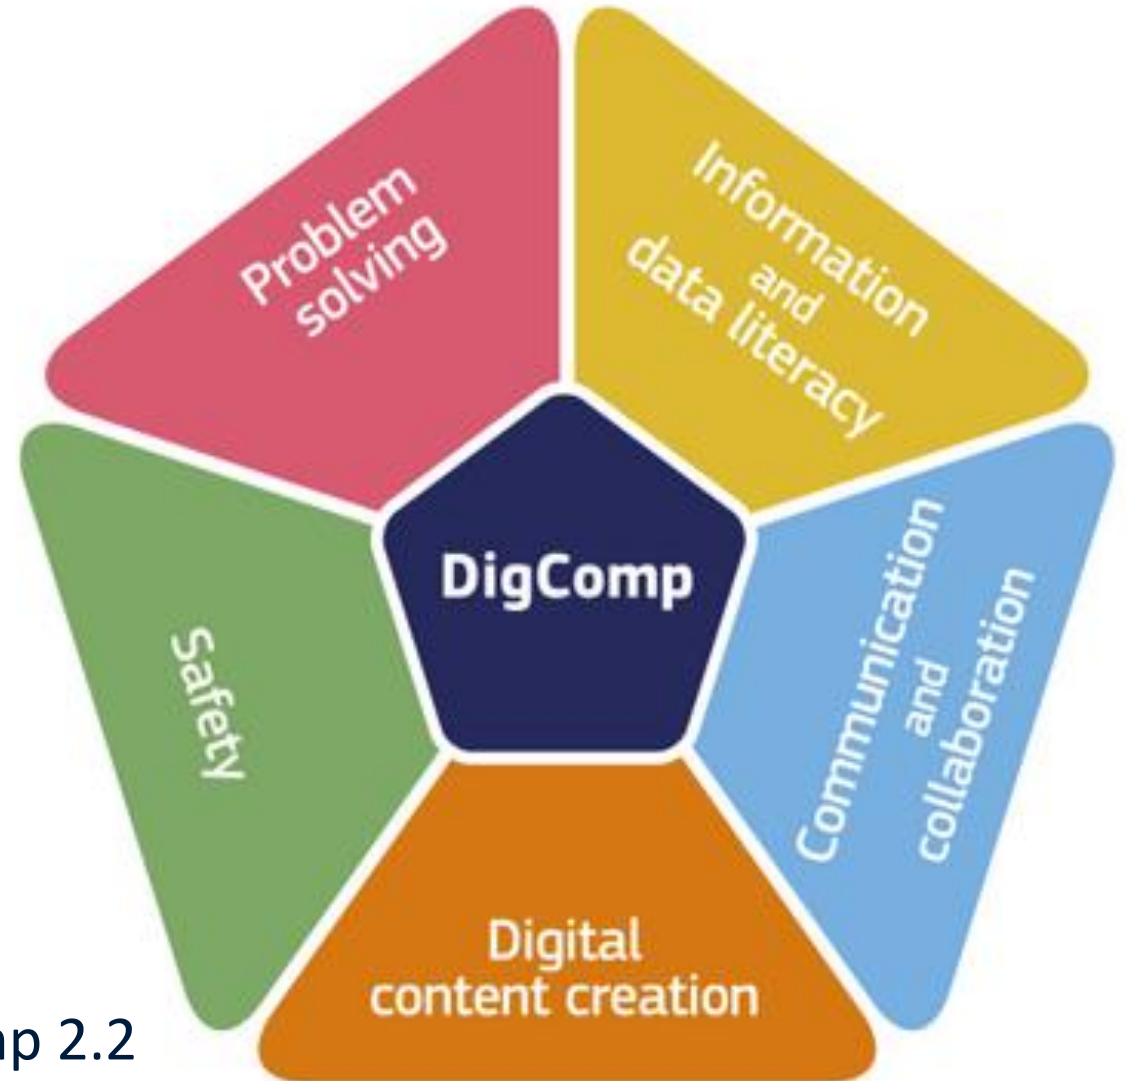 Problem
solving
Information
and
data literacy
DigComp
Communication
and
collaboration
Safety
Digital
content creation
2.2